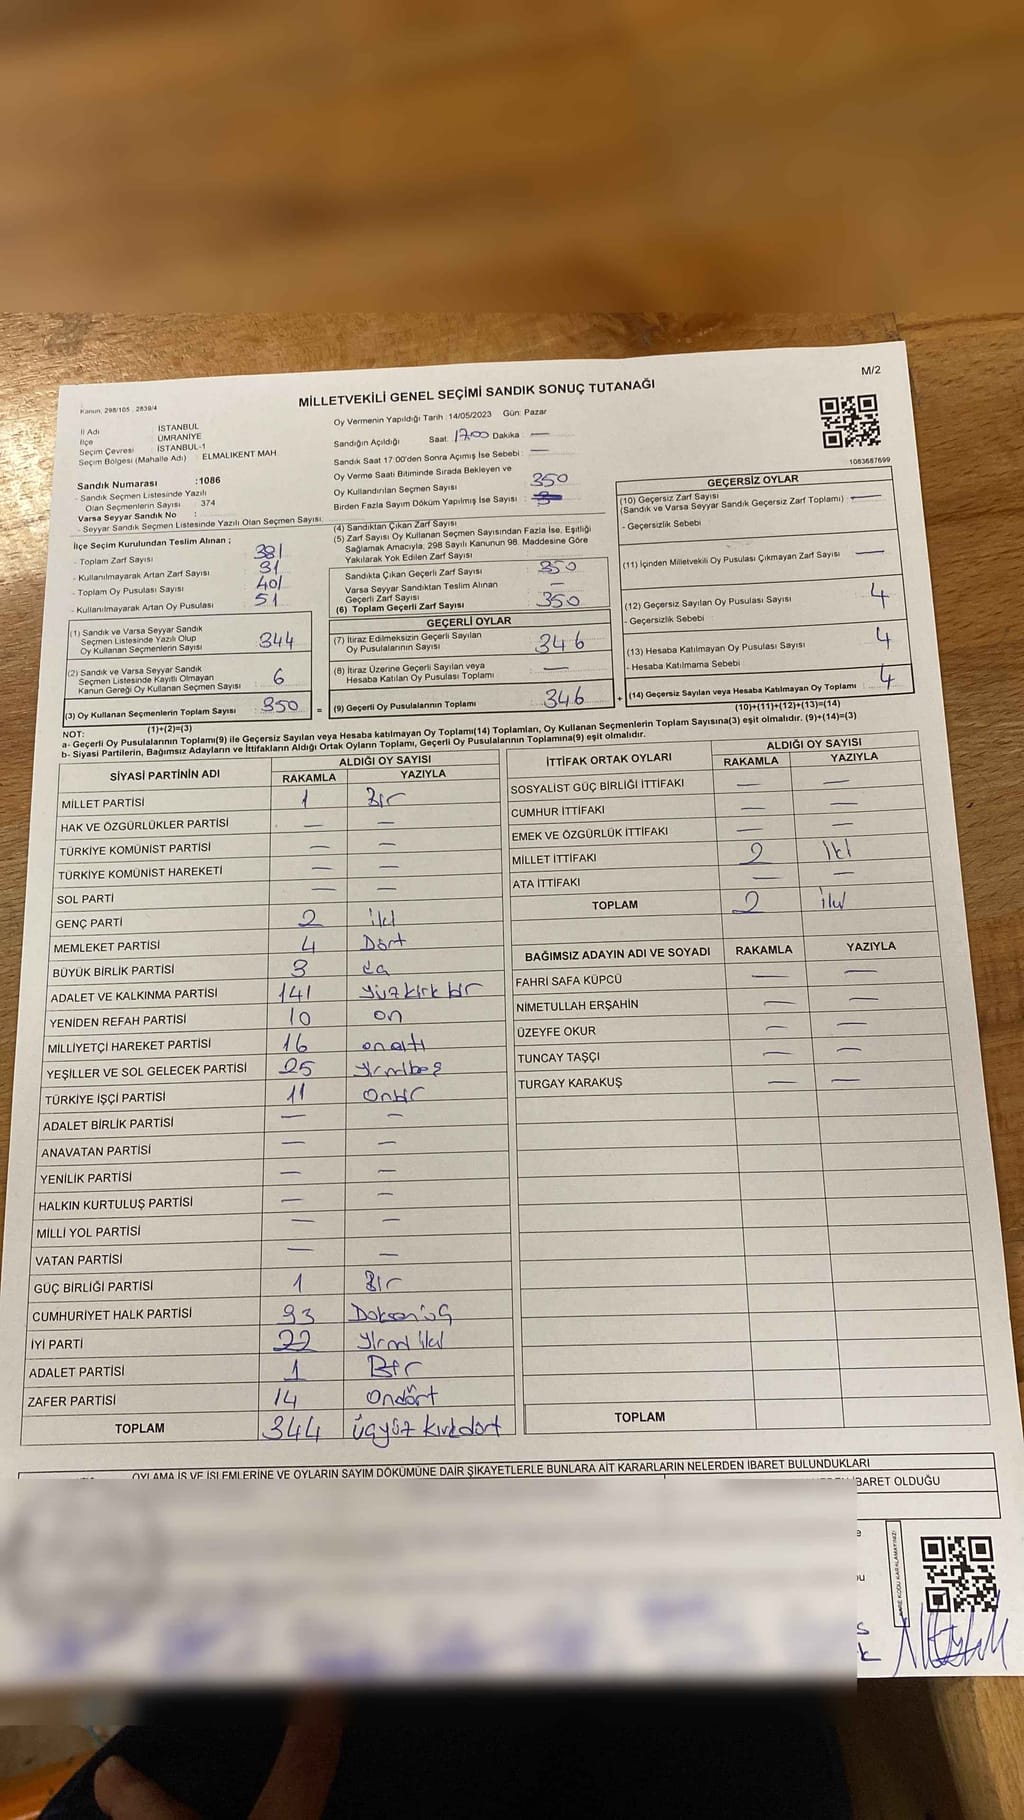 M/2
MİLLETVEKİLİ GENEL SEÇİMİ SANDIK SONUÇ TUTANAĞI
Kanun, 298/105 , 2839/4
İl Adı : İSTANBUL
İlçe : ÜMRANİYE
Seçim Çevresi : İSTANBUL-1
Seçim Bölgesi (Mahalle Adı) : ELMALIKENT MAH
Sandık Numarası :1086
- Sandık Seçmen Listesinde Yazılı
Olan Seçmenlerin Sayısı : 374
Varsa Seyyar Sandık No :
- Seyyar Sandık Seçmen Listesinde Yazılı Olan Seçmen Sayısı:
Oy Vermenin Yapıldığı Tarih :14/05/2023 Gün: Pazar
Sandığın Açıldığı Saat: 17.00 Dakika : —
Sandık Saat 17:00'den Sonra Açımış İse Sebebi : —
Oy Verme Saati Bitiminde Sırada Bekleyen ve
Oy Kullandırılan Seçmen Sayısı 350
Birden Fazla Sayım Döküm Yapılmış İse Sayısı :
1083687699
İlçe Seçim Kurulundan Teslim Alınan ;
- Toplam Zarf Sayısı 381
- Kullanılmayarak Artan Zarf Sayısı 31
- Toplam Oy Pusulası Sayısı 401
- Kullanılmayarak Artan Oy Pusulası 51
(1) Sandık ve Varsa Seyyar Sandık
Seçmen Listesinde Yazılı Olup
Oy Kullanan Seçmenlerin Sayısı 344
(2) Sandık ve Varsa Seyyar Sandık
Seçmen Listesinde Kayıtlı Olmayan
Kanun Gereği Oy Kullanan Seçmen Sayısı 6
(3) Oy Kullanan Seçmenlerin Toplam Sayısı 350
(1)+(2)=(3)
(4) Sandıktan Çıkan Zarf Sayısı
(5) Zarf Sayısı Oy Kullanan Seçmen Sayısından Fazla İse, Eşitliği
Sağlamak Amacıyla, 298 Sayılı Kanunun 98. Maddesine Göre
Yakılarak Yok Edilen Zarf Sayısı
Sandıkta Çıkan Geçerli Zarf Sayısı 350
Varsa Seyyar Sandıktan Teslim Alınan
Geçerli Zarf Sayısı —
(6) Toplam Geçerli Zarf Sayısı 350
GEÇERLİ OYLAR
(7) İtiraz Edilmeksizin Geçerli Sayılan
Oy Pusulalarının Sayısı 346
(8) İtiraz Üzerine Geçerli Sayılan veya
Hesaba Katılan Oy Pusulası Toplamı —
= (9) Geçerli Oy Pusulalarının Toplamı 346
GEÇERSİZ OYLAR
(10) Geçersiz Zarf Sayısı
(Sandık ve Varsa Seyyar Sandık Geçersiz Zarf Toplamı) —
- Geçersizlik Sebebi
(11) İçinden Milletvekili Oy Pusulası Çıkmayan Zarf Sayısı —
(12) Geçersiz Sayılan Oy Pusulası Sayısı 4
- Geçersizlik Sebebi
(13) Hesaba Katılmayan Oy Pusulası Sayısı 4
- Hesaba Katılmama Sebebi
+ (14) Geçersiz Sayılan veya Hesaba Katılmayan Oy Toplamı 4
(10)+(11)+(12)+(13)=(14)
NOT:
a- Geçerli Oy Pusulalarının Toplamı(9) ile Geçersiz Sayılan veya Hesaba katılmayan Oy Toplamı(14) Toplamları, Oy Kullanan Seçmenlerin Toplam Sayısına(3) eşit olmalıdır. (9)+(14)=(3)
b- Siyasi Partilerin, Bağımsız Adayların ve İttifakların Aldığı Ortak Oyların Toplamı, Geçerli Oy Pusulalarının Toplamına(9) eşit olmalıdır.
SİYASİ PARTİNİN ADI ALDIĞI OY SAYISI
RAKAMLA YAZIYLA
MİLLET PARTİSİ 1 Bir
HAK VE ÖZGÜRLÜKLER PARTİSİ — —
TÜRKİYE KOMÜNİST PARTİSİ — —
TÜRKİYE KOMÜNİST HAREKETİ — —
SOL PARTİ — —
GENÇ PARTİ 2 iki
MEMLEKET PARTİSİ 4 Dört
BÜYÜK BİRLİK PARTİSİ 3
ADALET VE KALKINMA PARTİSİ 141 yüzkırkbir
YENİDEN REFAH PARTİSİ 10 on
MİLLİYETÇİ HAREKET PARTİSİ 16 onaltı
YEŞİLLER VE SOL GELECEK PARTİSİ 25 yirmibeş
TÜRKİYE İŞÇİ PARTİSİ 11 Onbir
ADALET BİRLİK PARTİSİ — —
ANAVATAN PARTİSİ — —
YENİLİK PARTİSİ — —
HALKIN KURTULUŞ PARTİSİ — —
MİLLİ YOL PARTİSİ — —
VATAN PARTİSİ — —
GÜÇ BİRLİĞİ PARTİSİ 1 Bir
CUMHURİYET HALK PARTİSİ 93 Doksanüç
İYİ PARTİ 22 yirmi iki
ADALET PARTİSİ 1 Bir
ZAFER PARTİSİ 14 Ondört
TOPLAM 344 üçyüz kırkdört
İTTİFAK ORTAK OYLARI ALDIĞI OY SAYISI
RAKAMLA YAZIYLA
SOSYALİST GÜÇ BİRLİĞİ İTTİFAKI — —
CUMHUR İTTİFAKI — —
EMEK VE ÖZGÜRLÜK İTTİFAKI — —
MİLLET İTTİFAKI 2 iki
ATA İTTİFAKI — —
TOPLAM 2 iki
BAĞIMSIZ ADAYIN ADI VE SOYADI RAKAMLA YAZIYLA
FAHRİ SAFA KÜPCÜ — —
NİMETULLAH ERŞAHİN — —
ÜZEYFE OKUR — —
TUNCAY TAŞÇI — —
TURGAY KARAKUŞ — —
TOPLAM
OYLAMA İŞ VE İŞLEMLERİNE VE OYLARIN SAYIM DÖKÜMÜNE DAİR ŞİKAYETLERLE BUNLARA AİT KARARLARIN NELERDEN İBARET BULUNDUKLARI
İBARET OLDUĞU